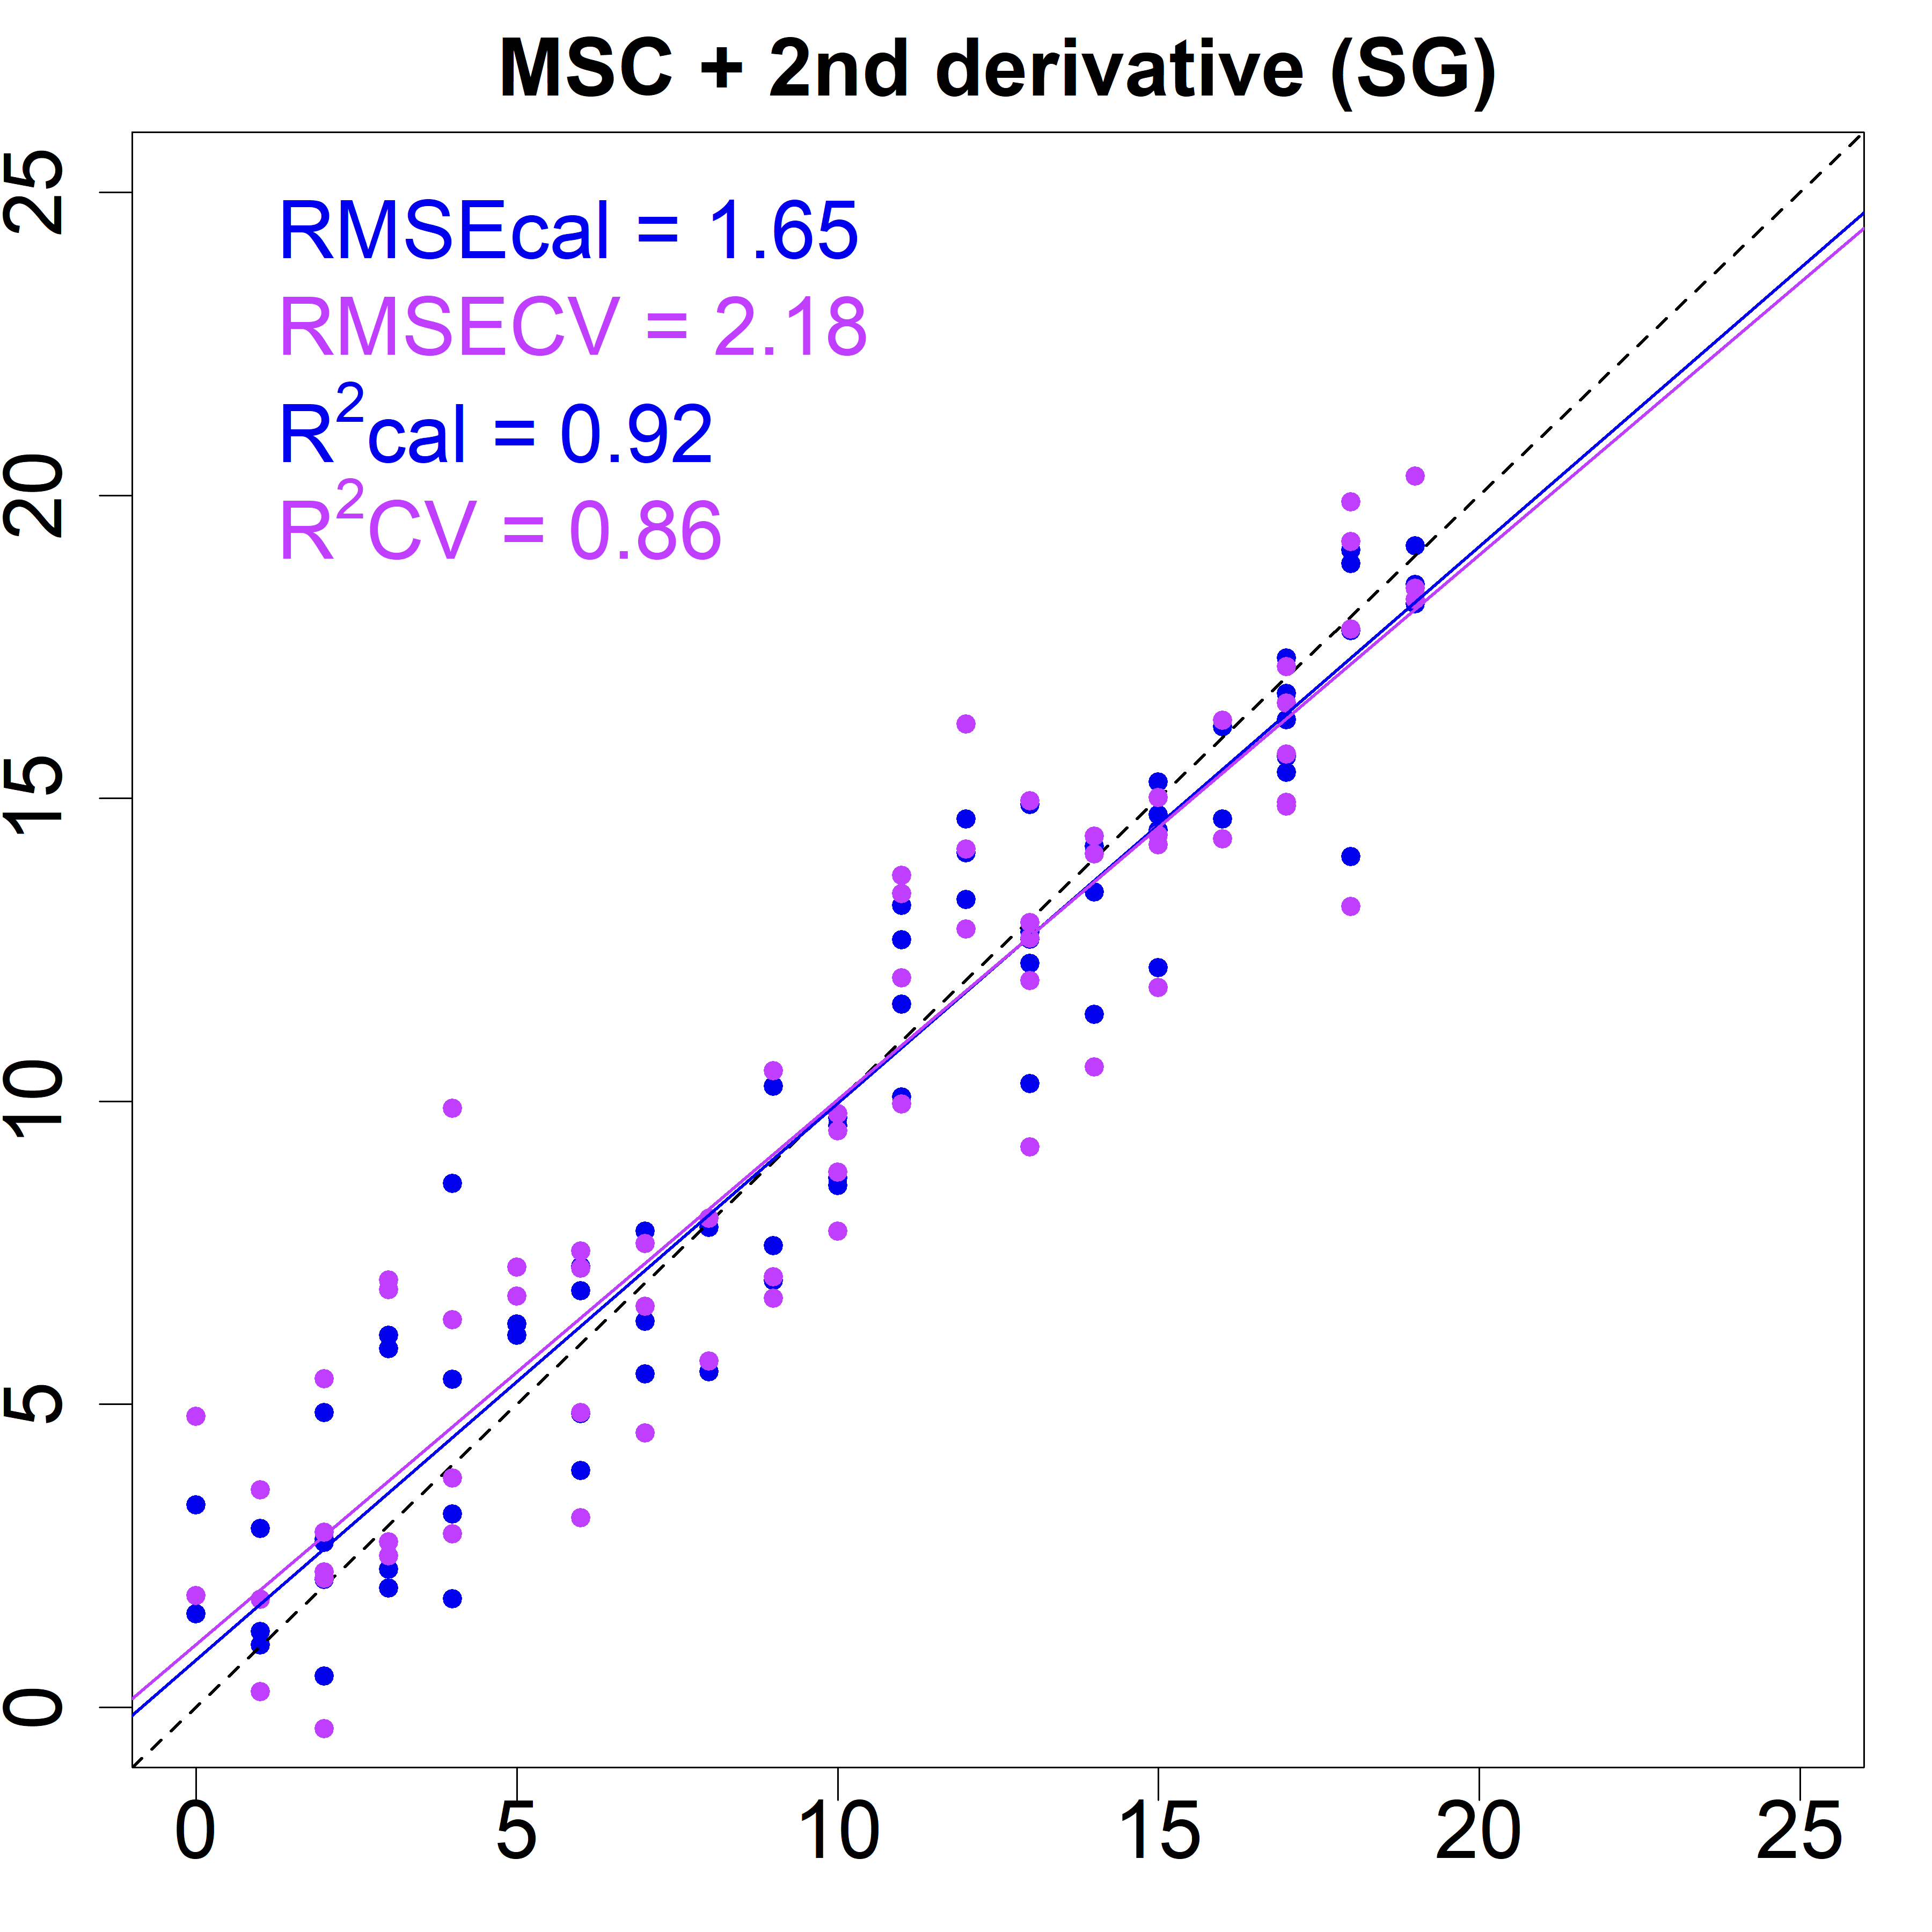 MSC + 2nd derivative (SG)
RMSEcal = 1.65
RMSECV = 2.18
R²cal = 0.92
R²CV = 0.86
25
20
15
10
5
0
0 5 10 15 20 25